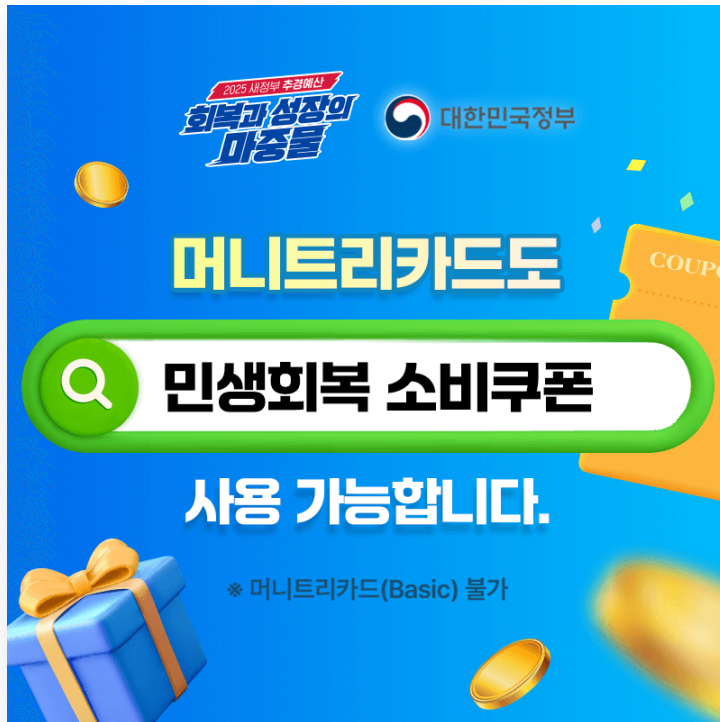 2025 새정부 추경예산
회복과 성장의
마중물
대한민국정부
머니트리카드도
COUPO
민생회복 소비쿠폰
사용 가능합니다.
※ 머니트리카드(Basic) 불가